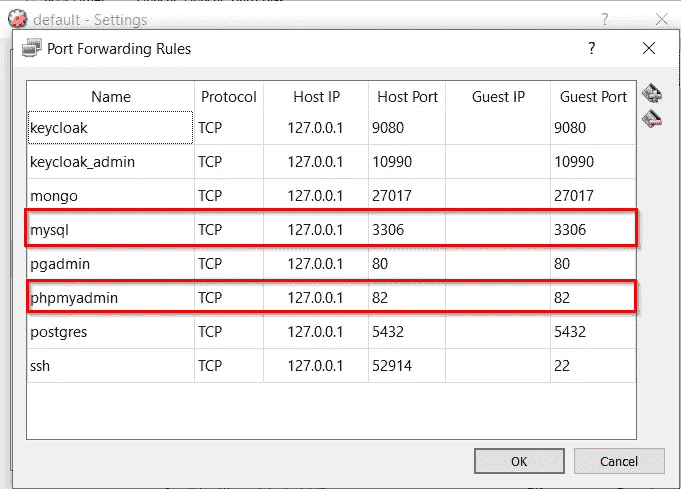 default - Settings
Port Forwarding Rules
Name Protocol Host IP Host Port Guest IP Guest Port
keycloak TCP 127.0.0.1 9080 9080
keycloak_admin TCP 127.0.0.1 10990 10990
mongo TCP 127.0.0.1 27017 27017
mysql TCP 127.0.0.1 3306 3306
pgadmin TCP 127.0.0.1 80 80
phpmyadmin TCP 127.0.0.1 82 82
postgres TCP 127.0.0.1 5432 5432
ssh TCP 127.0.0.1 52914 22
OK Cancel